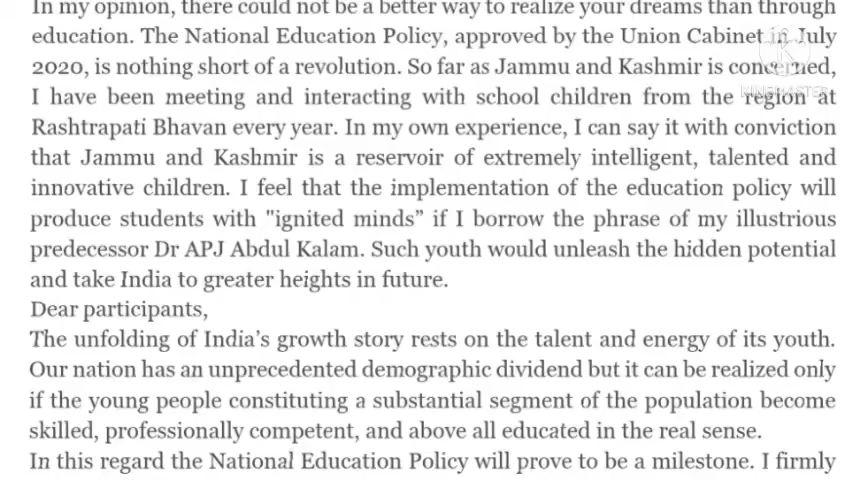 In my opinion, there could not be a better way to realize your dreams than through
education. The National Education Policy, approved by the Union Cabinet in July
2020, is nothing short of a revolution. So far as Jammu and Kashmir is concerned,
I have been meeting and interacting with school children from the region at
KINEMASTER
Rashtrapati Bhavan every year. In my own experience, I can say it with conviction
that Jammu and Kashmir is a reservoir of extremely intelligent, talented and
innovative children. I feel that the implementation of the education policy will
produce students with "ignited minds” if I borrow the phrase of my illustrious
predecessor Dr APJ Abdul Kalam. Such youth would unleash the hidden potential
and take India to greater heights in future.
Dear participants,
The unfolding of India’s growth story rests on the talent and energy of its youth.
Our nation has an unprecedented demographic dividend but it can be realized only
if the young people constituting a substantial segment of the population become
skilled, professionally competent, and above all educated in the real sense.
In this regard the National Education Policy will prove to be a milestone. I firmly